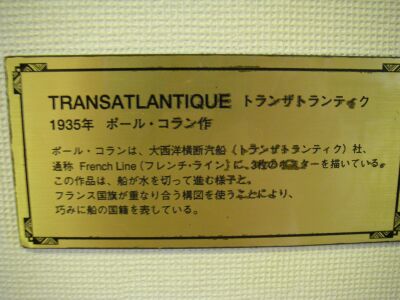 TRANSATLANTIQUE トランザトランティク
1935年 ポール・コラン作
ポール・コランは、大西洋横断汽船（トランザトランティク）社、
通称 French Line（フレンチ・ライン）に、3枚のポスターを描いている。
この作品は、船が水を切って進む様子と、
フランス国旗が重なり合う構図を使うことにより、
巧みに船の国籍を表している。